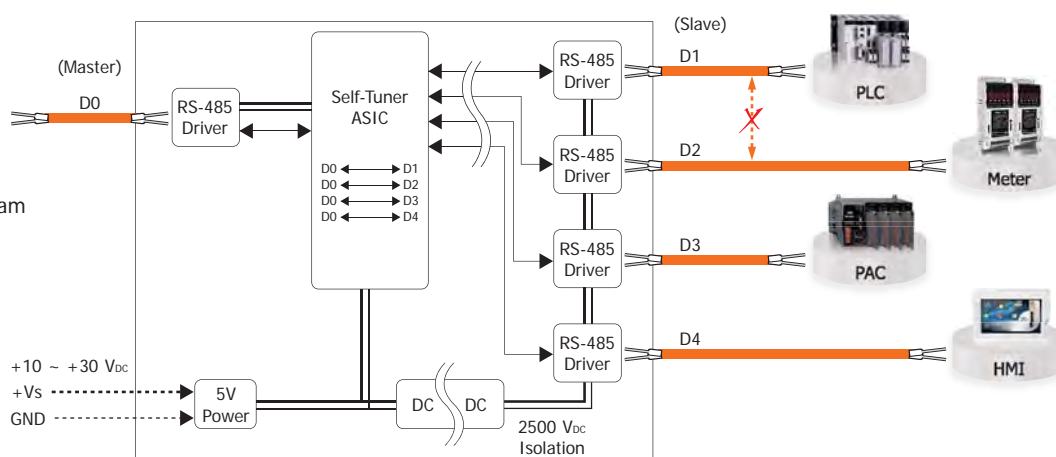 (Master)
D0
RS-485
Driver
Self-Tuner
ASIC
D0 D1
D0 D2
D0 D3
D0 D4
RS-485
Driver
RS-485
Driver
RS-485
Driver
RS-485
Driver
(Slave)
D1
PLC
X
D2
Meter
D3
PAC
D4
HMI
am
+10 ~ +30 VDC
+Vs
GND
5V
Power
DC DC
2500 VDC
Isolation